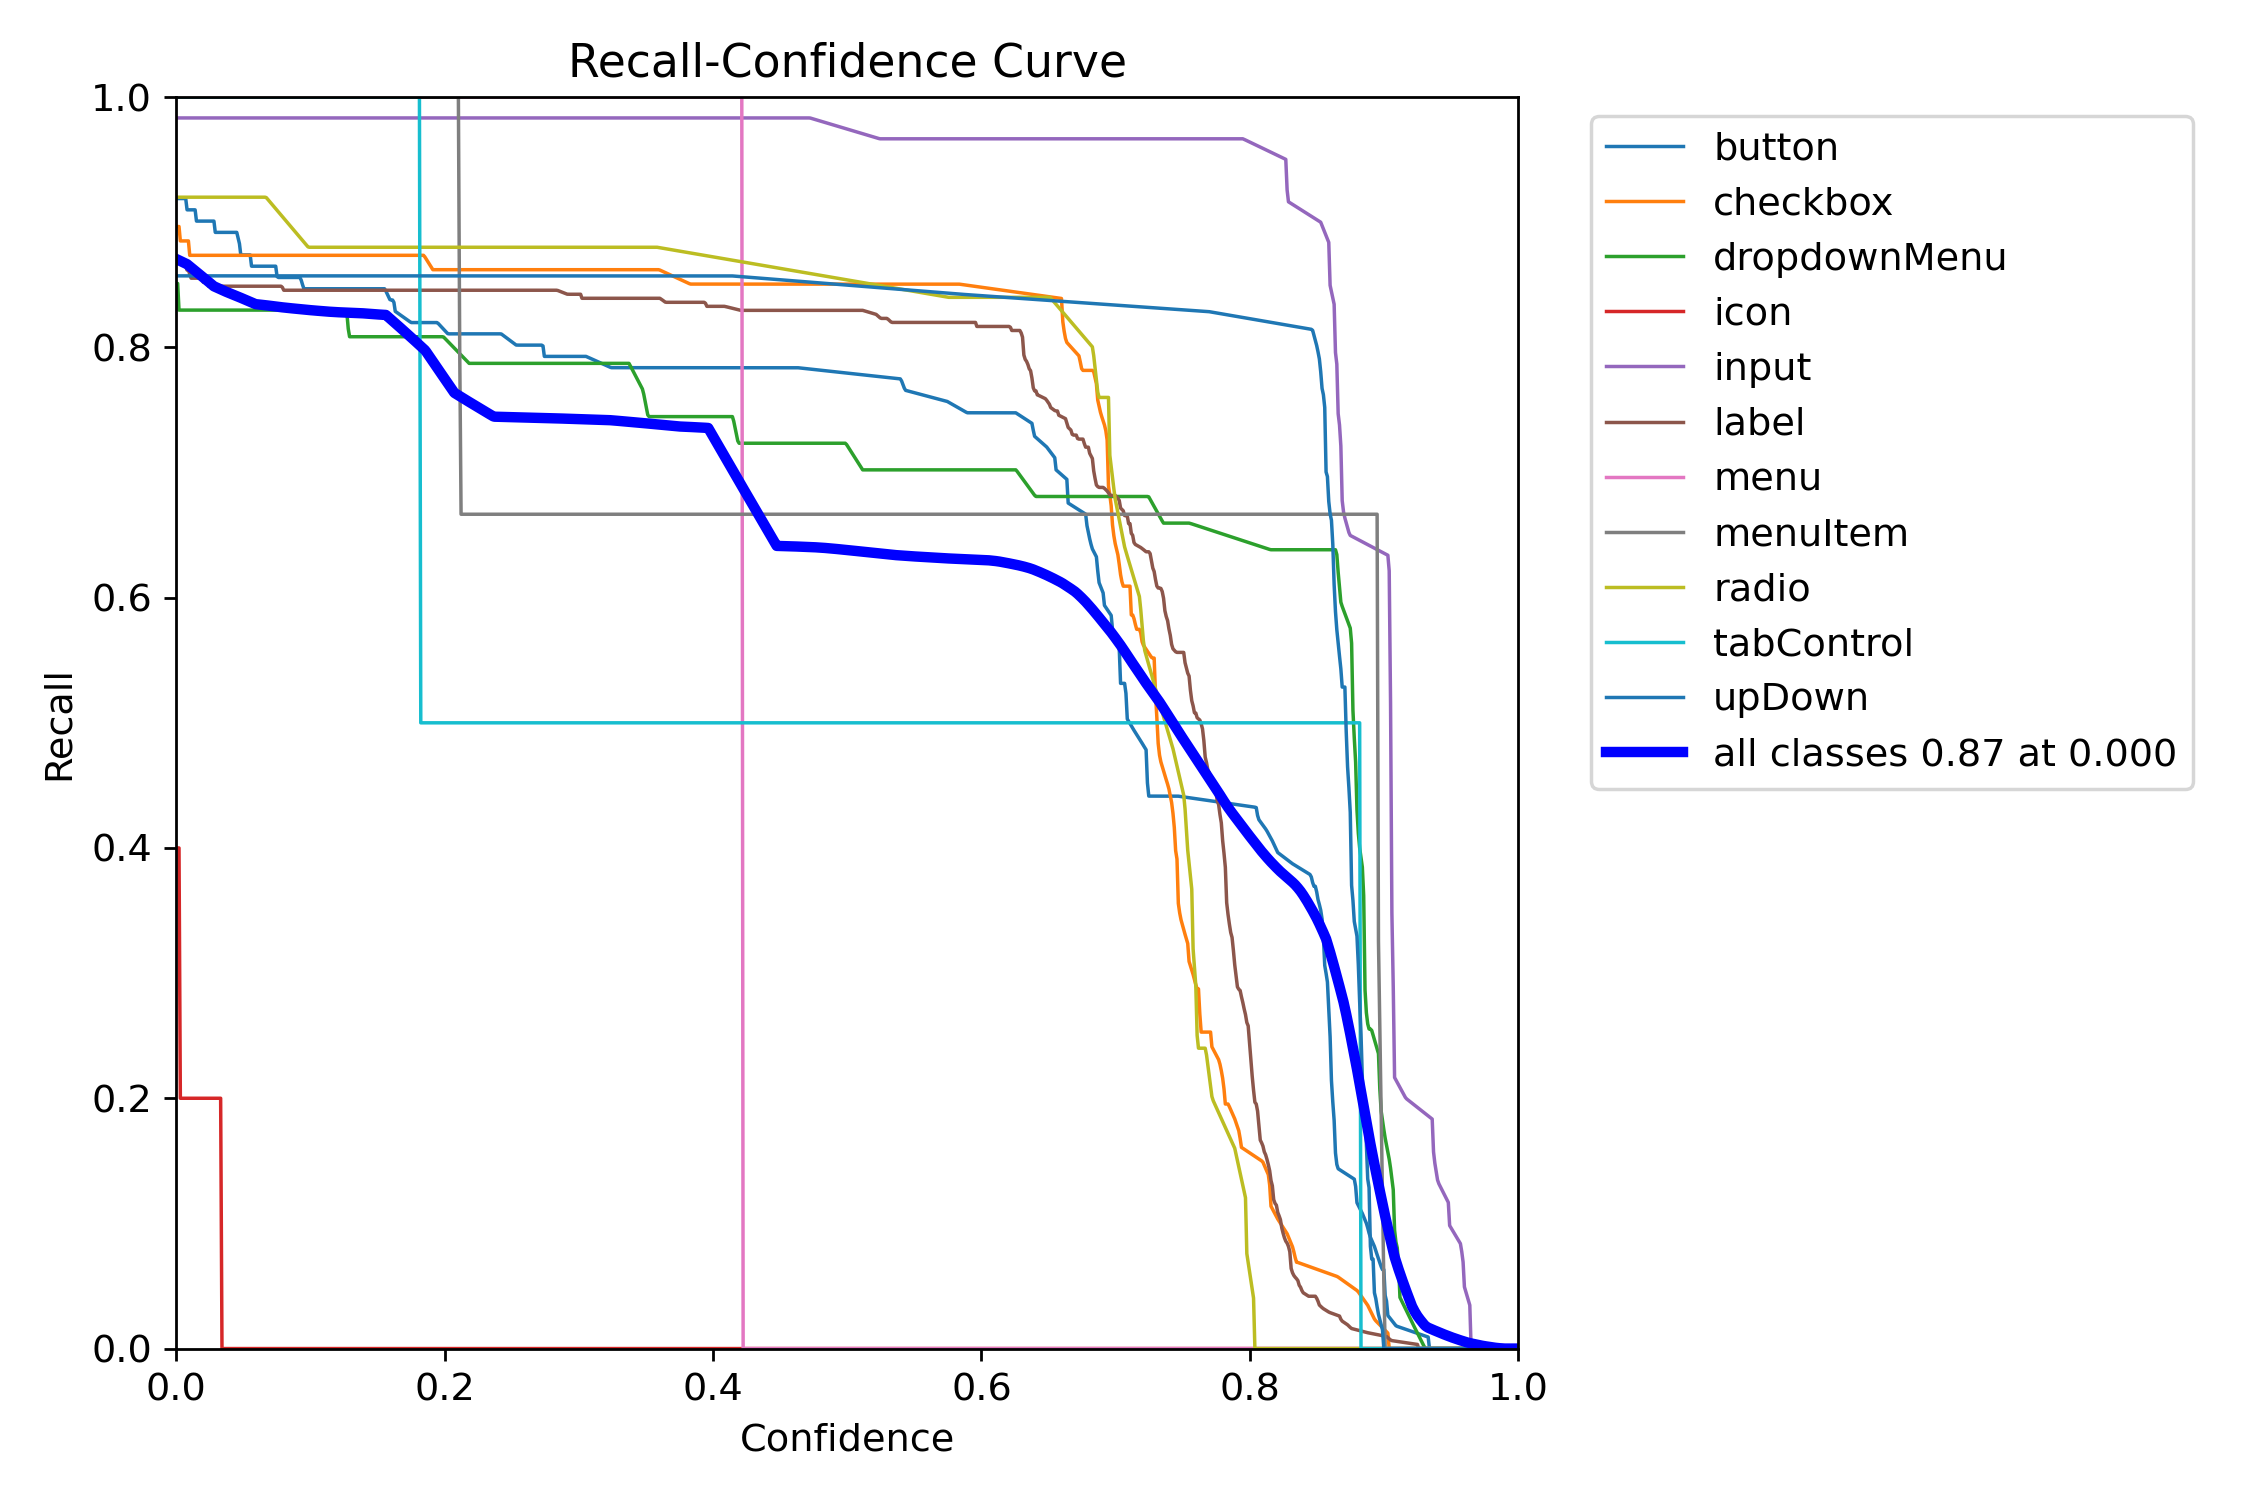 Recall-Confidence Curve
1.0
0.8
0.6
0.4
0.2
0.0
Recall
0.0 0.2 0.4 0.6 0.8 1.0
Confidence
button
checkbox
dropdownMenu
icon
input
label
menu
menuItem
radio
tabControl
upDown
all classes 0.87 at 0.000